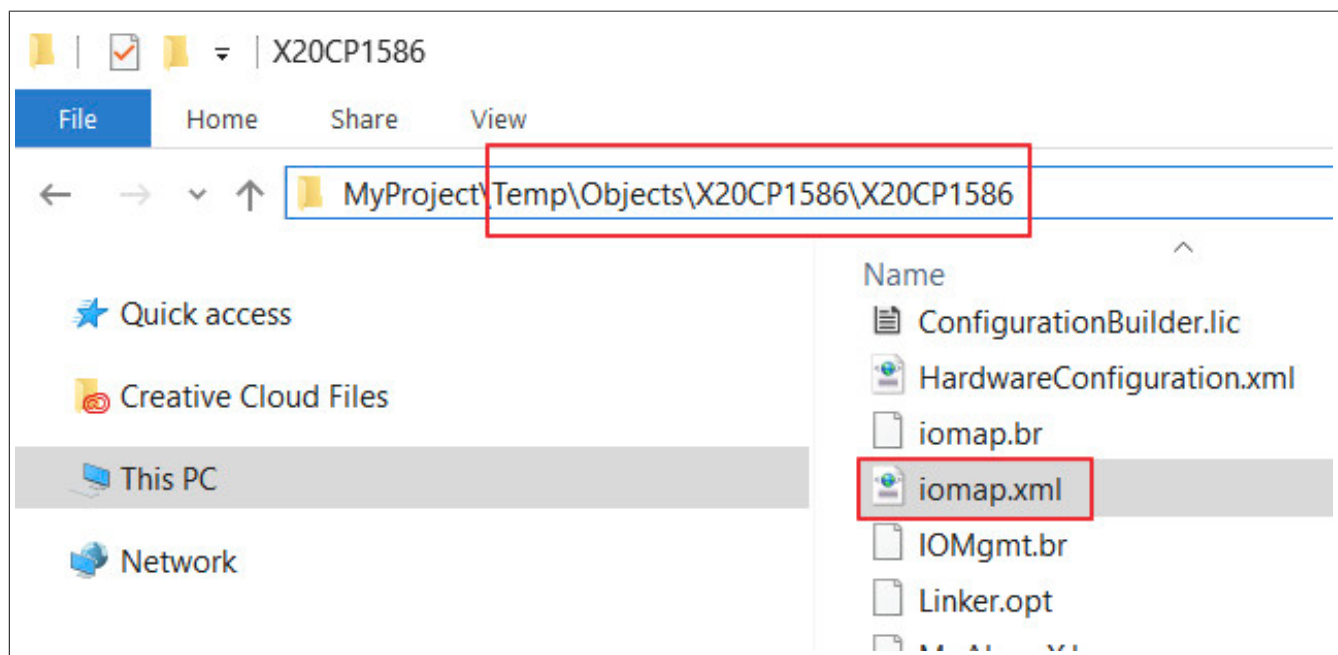 X20CP1586
File Home Share View
MyProject\Temp\Objects\X20CP1586\X20CP1586
Quick access
Creative Cloud Files
This PC
Network
Name
ConfigurationBuilder.lic
HardwareConfiguration.xml
iomap.br
iomap.xml
IOMgmt.br
Linker.opt